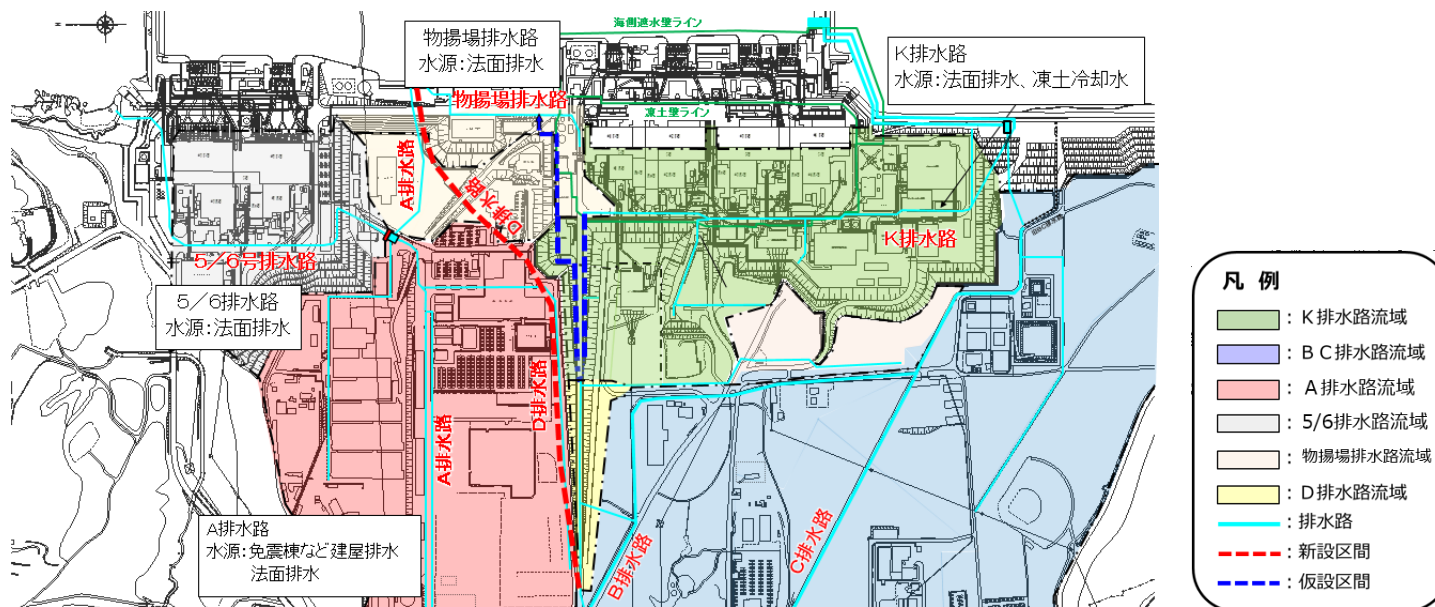 海側遮水壁ライン
物揚場排水路
水源:法面排水
K排水路
水源:法面排水、凍土冷却水
物揚場排水路
凍土壁ライン
A排水路
D排水路
K排水路
5/6号排水路
5/6排水路
水源:法面排水
D排水路
A排水路
B排水路
C排水路
A排水路
水源:免震棟など建屋排水
法面排水
凡 例
:K排水路流域
:BC排水路流域
:A排水路流域
:5/6排水路流域
:物揚場排水路流域
:D排水路流域
:排水路
:新設区間
:仮設区間